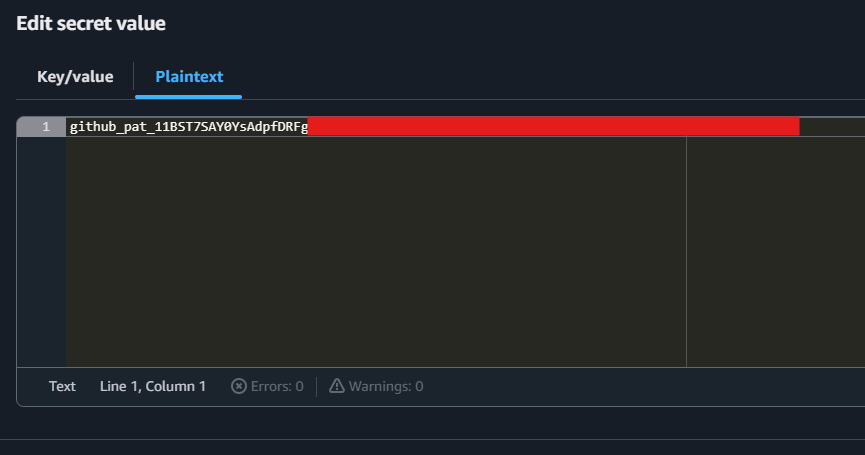 Edit secret value
Key/value Plaintext
1 github_pat_11BST7SAY0YsAdpfDRFg
Text Line 1, Column 1 Errors: 0 Warnings: 0